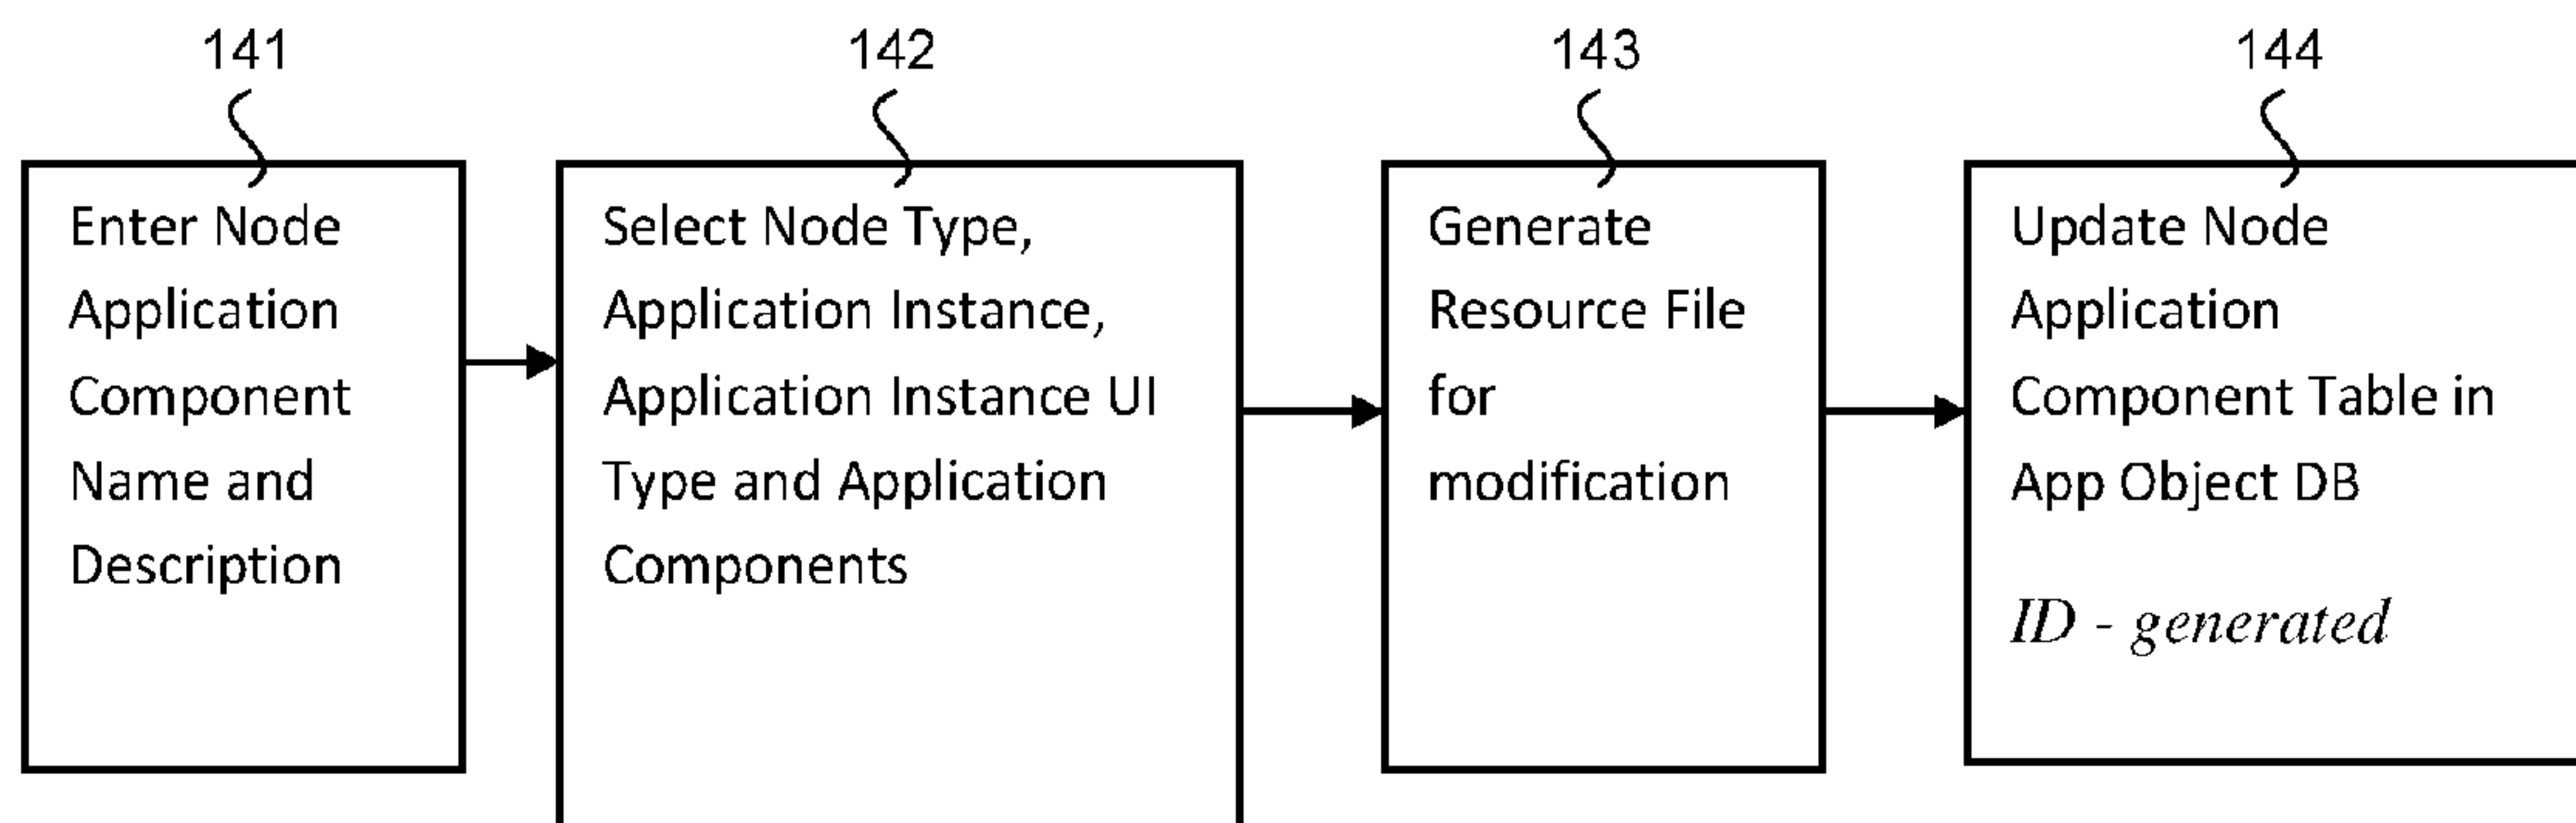 141
Enter Node
Application
Component
Name and
Description
142
Select Node Type,
Application Instance,
Application Instance UI
Type and Application
Components
143
Generate
Resource File
for
modification
144
Update Node
Application
Component Table in
App Object DB
ID - generated